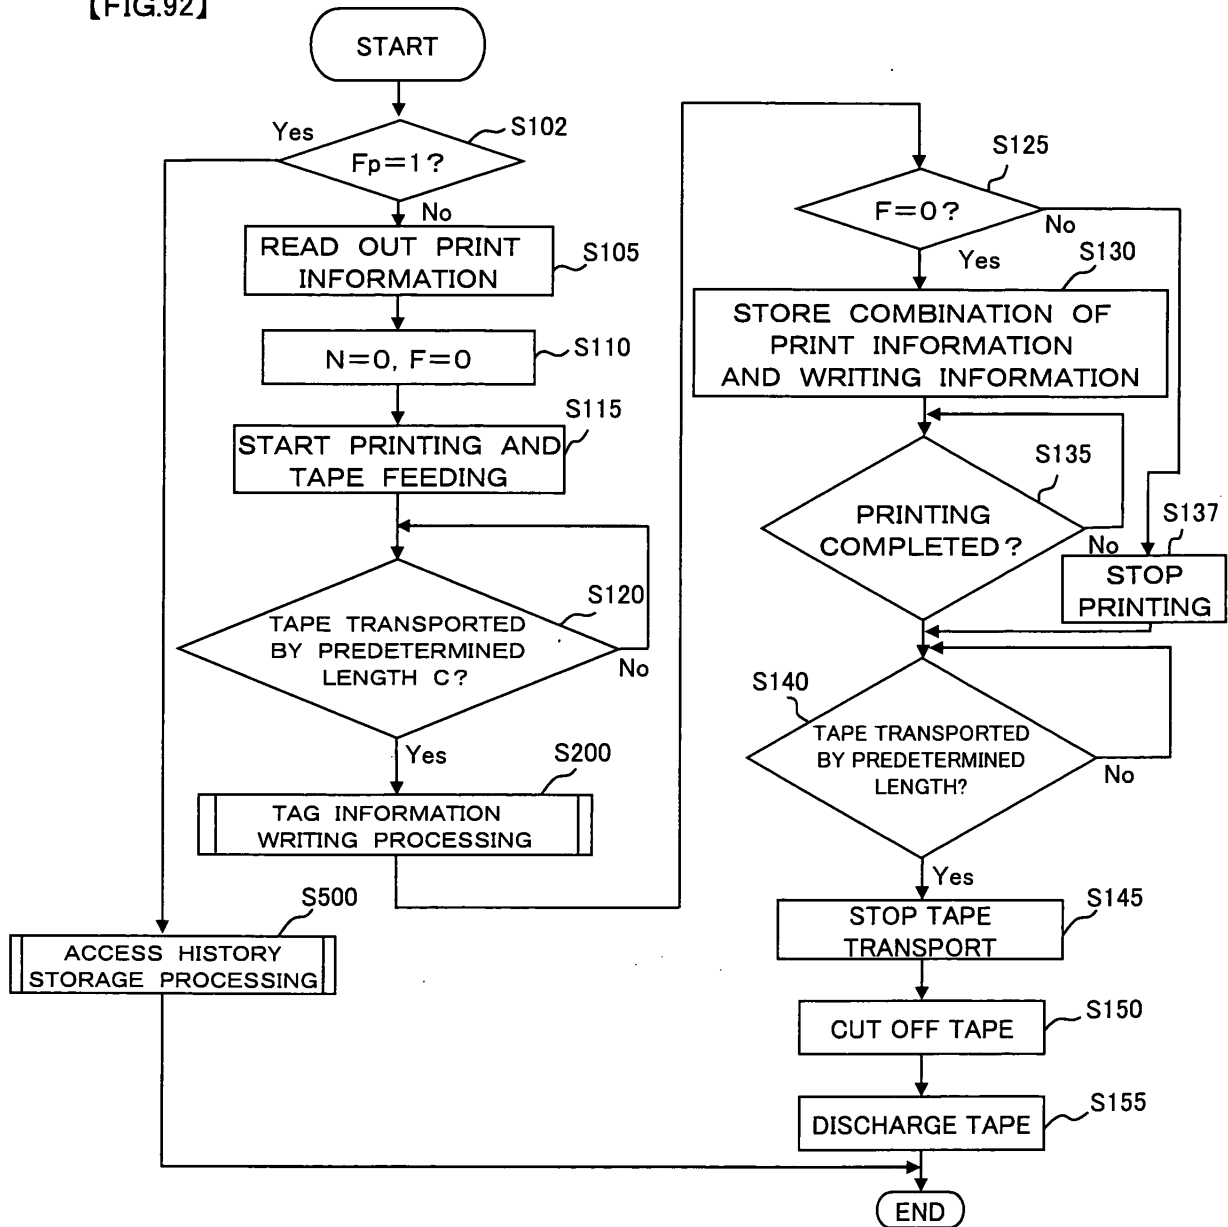 【FIG.92】
START
Yes
S102
Fp=1?
No
READ OUT PRINT
INFORMATION
S105
N=0, F=0
S110
S115
START PRINTING AND
TAPE FEEDING
S120
TAPE TRANSPORTED
BY PREDETERMINED
LENGTH C?
No
Yes
S200
TAG INFORMATION
WRITING PROCESSING
S500
ACCESS HISTORY
STORAGE PROCESSING
S125
F=0?
No
Yes
S130
STORE COMBINATION OF
PRINT INFORMATION
AND WRITING INFORMATION
S135
PRINTING
COMPLETED?
No
S137
STOP
PRINTING
S140
TAPE TRANSPORTED
BY PREDETERMINED
LENGTH?
No
Yes
STOP TAPE
TRANSPORT
S145
CUT OFF TAPE
S150
DISCHARGE TAPE
S155
END